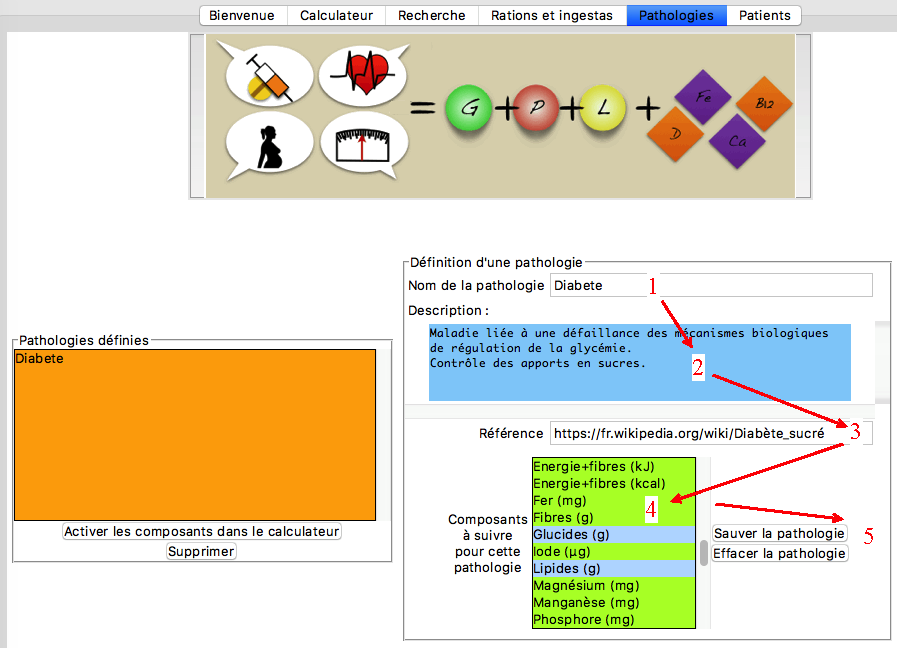 Bienvenue Calculateur Recherche Rations et ingestas Pathologies Patients
= G + P + L + Fe B12 D Ca
Définition d'une pathologie
Nom de la pathologie Diabete 1
Description :
Maladie liée à une défaillance des mécanismes biologiques
de régulation de la glycémie.
Contrôle des apports en sucres.
2
Pathologies définies
Diabete
Activer les composants dans le calculateur
Supprimer
Référence https://fr.wikipedia.org/wiki/Diabète_sucré 3
Composants
à suivre
pour cette
pathologie
Energie+fibres (kJ)
Energie+fibres (kcal)
Fer (mg)
Fibres (g)
Glucides (g)
Iode (µg)
Lipides (g)
Magnésium (mg)
Manganèse (mg)
Phosphore (mg)
4
Sauver la pathologie 5
Effacer la pathologie